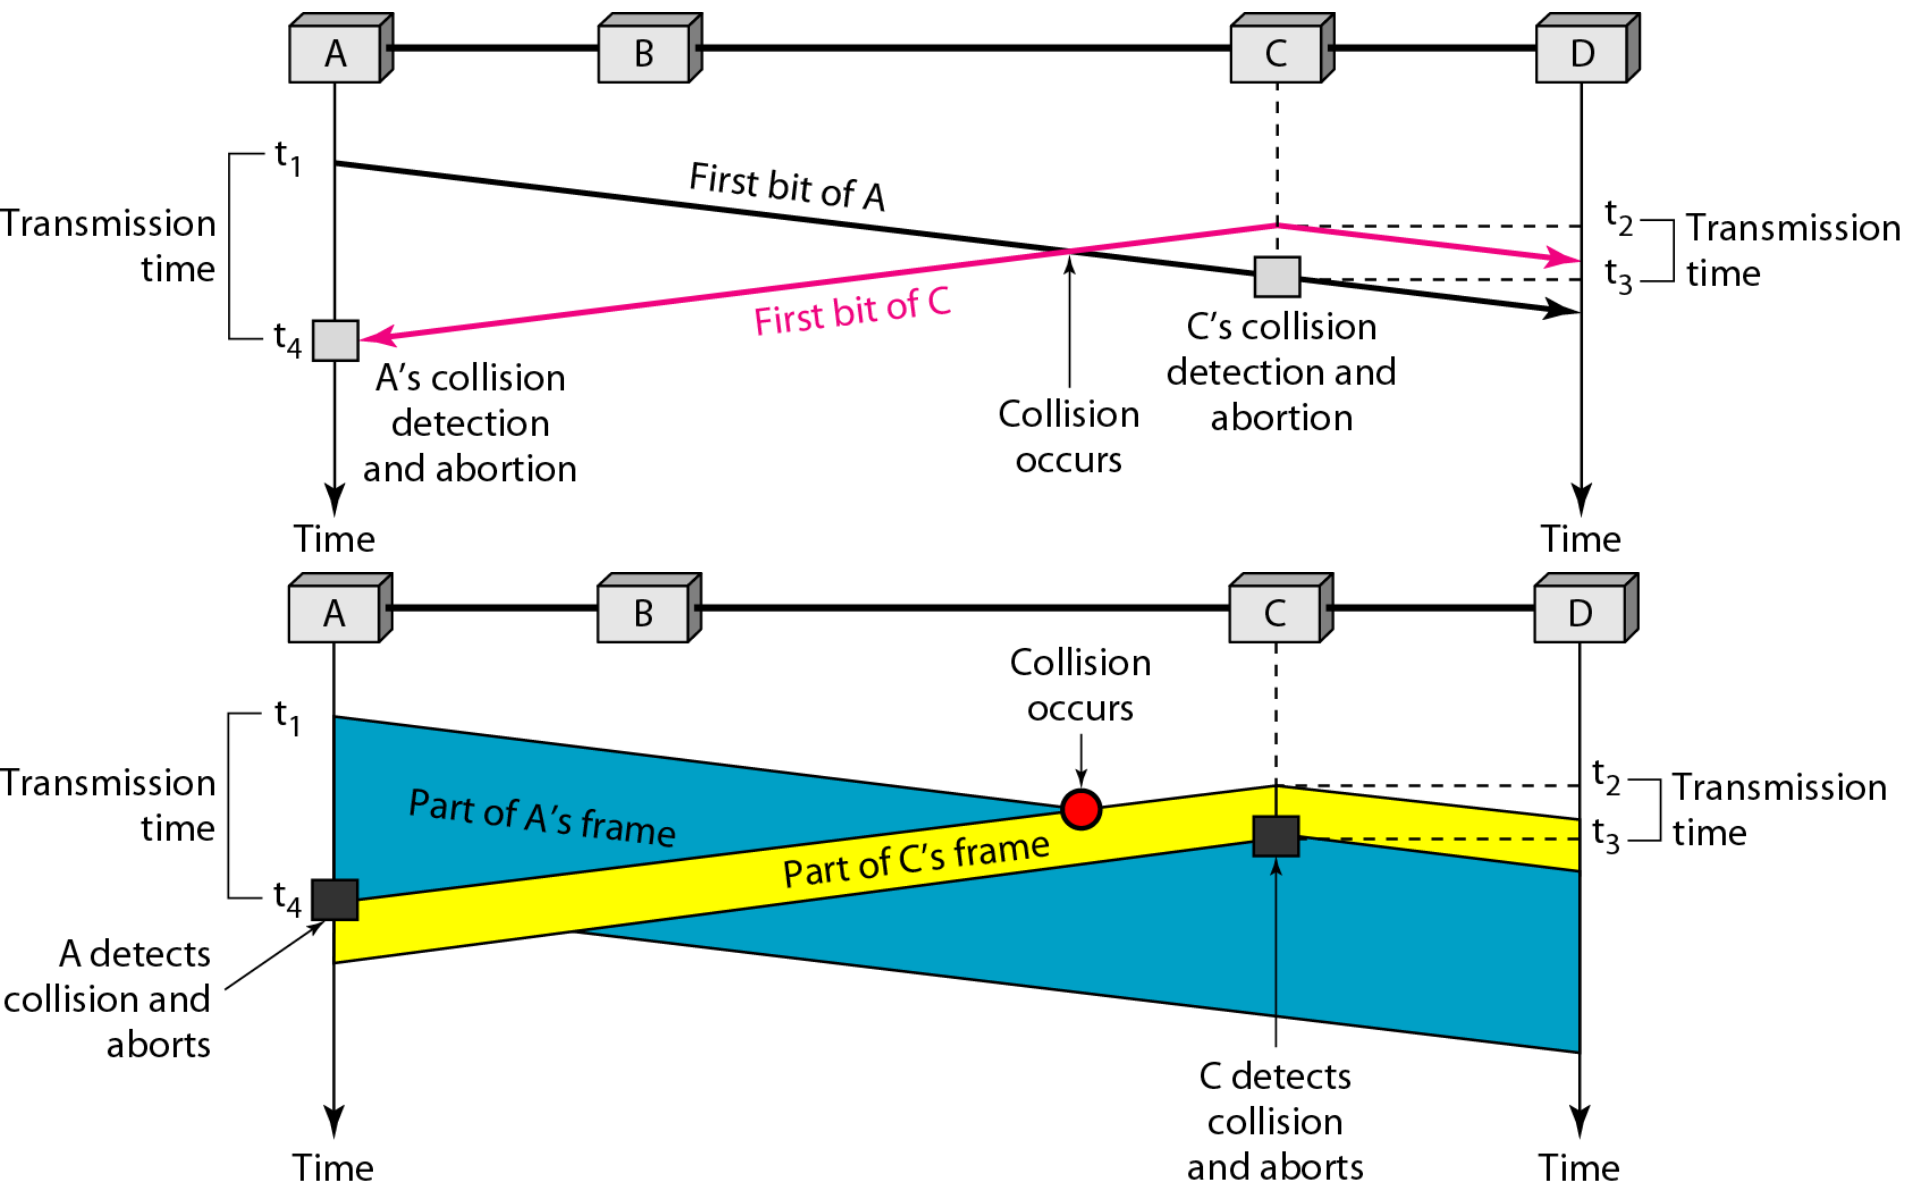 A
B
C
D
t1
First bit of A
Transmission
time
t2
Transmission
time
t3
First bit of C
t4
A’s collision
detection
and abortion
Collision
occurs
C’s collision
detection and
abortion
Time
Time
A
B
C
D
Collision
occurs
t1
Transmission
time
t2
Transmission
time
t3
Part of A’s frame
Part of C’s frame
t4
A detects
collision and
aborts
C detects
collision
and aborts
Time
Time